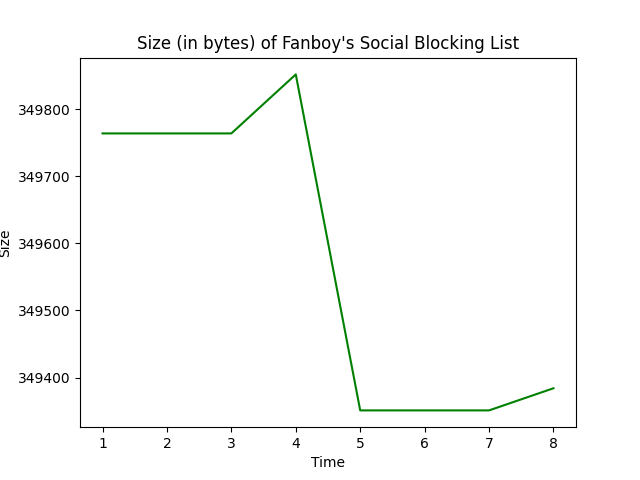 Size (in bytes) of Fanboy's Social Blocking List
349800
349700
349600
349500
349400
Size
1 2 3 4 5 6 7 8
Time